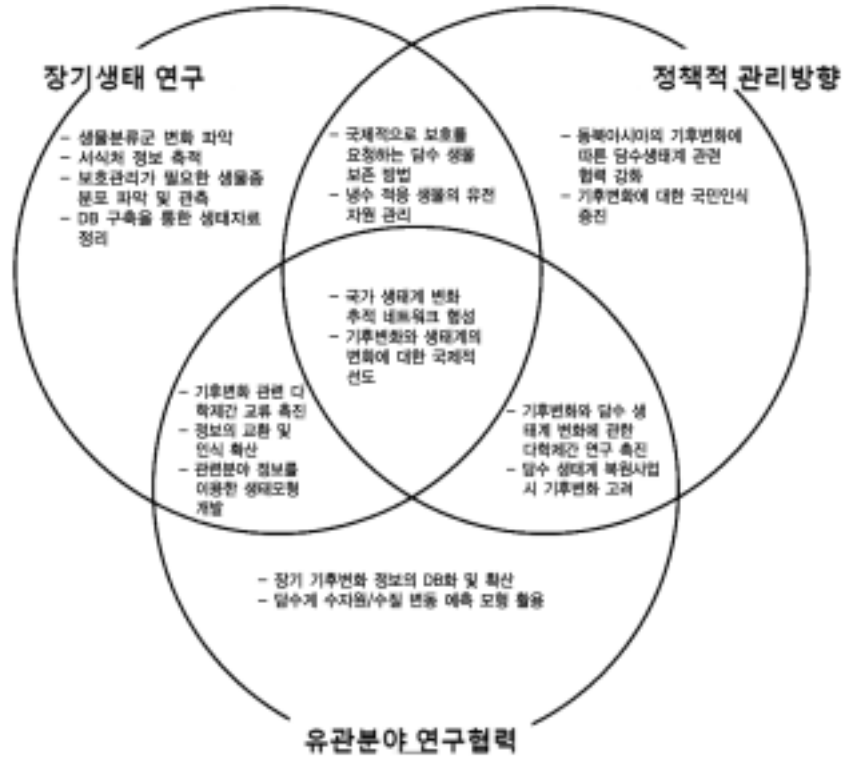 장기생태 연구
- 생물분류군 변화 파악
- 서식처 정보 축적
- 보호관리가 필요한 생물종
분포 파악 및 관측
- DB 구축을 통한 생태자료
정리
정책적 관리방향
- 동북아시아의 기후변화에
따른 담수생태계 관련
협력 강화
- 기후변화에 대한 국민인식
증진
- 국제적으로 보호를
요청하는 담수 생물
보존 방법
- 냉수 적응 생물의 유전
자원 관리
- 국가 생태계 변화
추적 네트워크 형성
- 기후변화와 생태계의
변화에 대한 국제적
선도
- 기후변화 관련 다
학제간 교류 촉진
- 정보의 교환 및
인식 확산
- 관련분야 정보를
이용한 생태모형
개발
- 기후변화와 담수 생
태계 변화에 관한
다학제간 연구 촉진
- 담수 생태계 복원사업
시 기후변화 고려
- 장기 기후변화 정보의 DB화 및 확산
- 담수계 수자원/수질 변동 예측 모형 활용
유관분야 연구협력